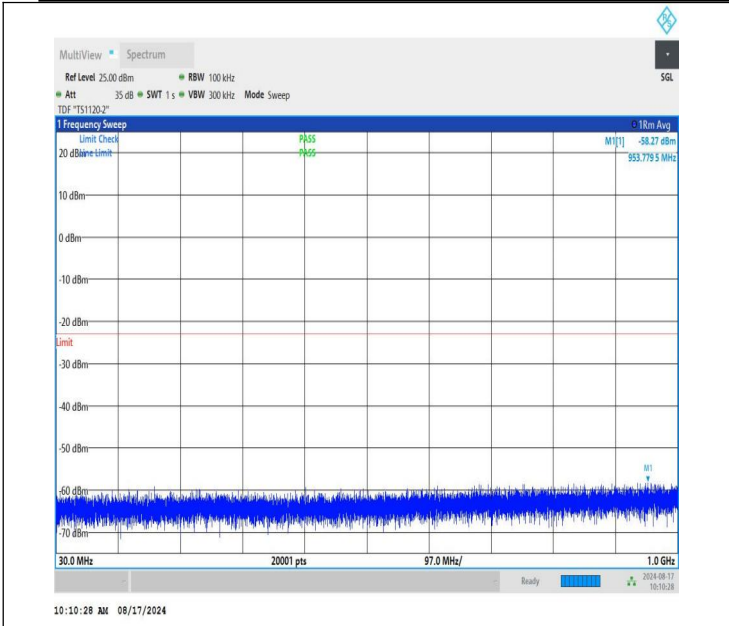 MultiView Spectrum
Ref Level 25.00 dBm RBW 100 kHz SGL
Att 35 dB SWT 1 s VBW 300 kHz Mode Sweep
TDF "TS1120-2"
1 Frequency Sweep 1Rm Avg
Limit Check PASS M1[1] -58.27 dBm
20 dBm Line Limit PASS 953.779 5 MHz
10 dBm
0 dBm
-10 dBm
-20 dBm
Limit
-30 dBm
-40 dBm
-50 dBm
M1
-60 dBm
-70 dBm
30.0 MHz 20001 pts 97.0 MHz/ 1.0 GHz
Ready 2024-08-17
10:10:28
10:10:28 AM 08/17/2024